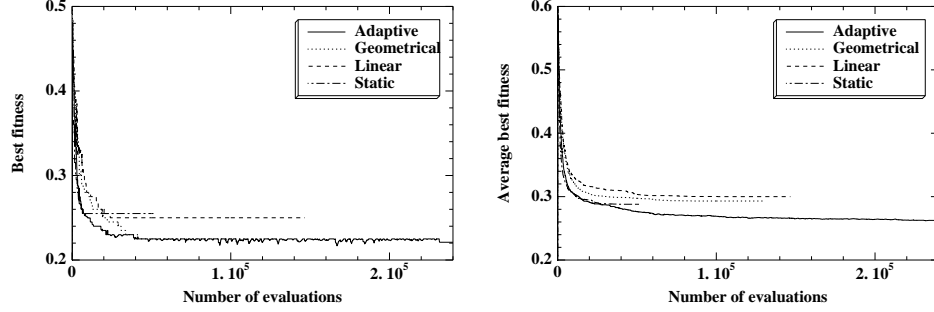 0.5
0.4
0.3
0.2
Best fitness
0
1. 10^5
2. 10^5
Number of evaluations
Adaptive
Geometrical
Linear
Static
0.6
0.5
0.4
0.3
0.2
Average best fitness
0
1. 10^5
2. 10^5
Number of evaluations
Adaptive
Geometrical
Linear
Static